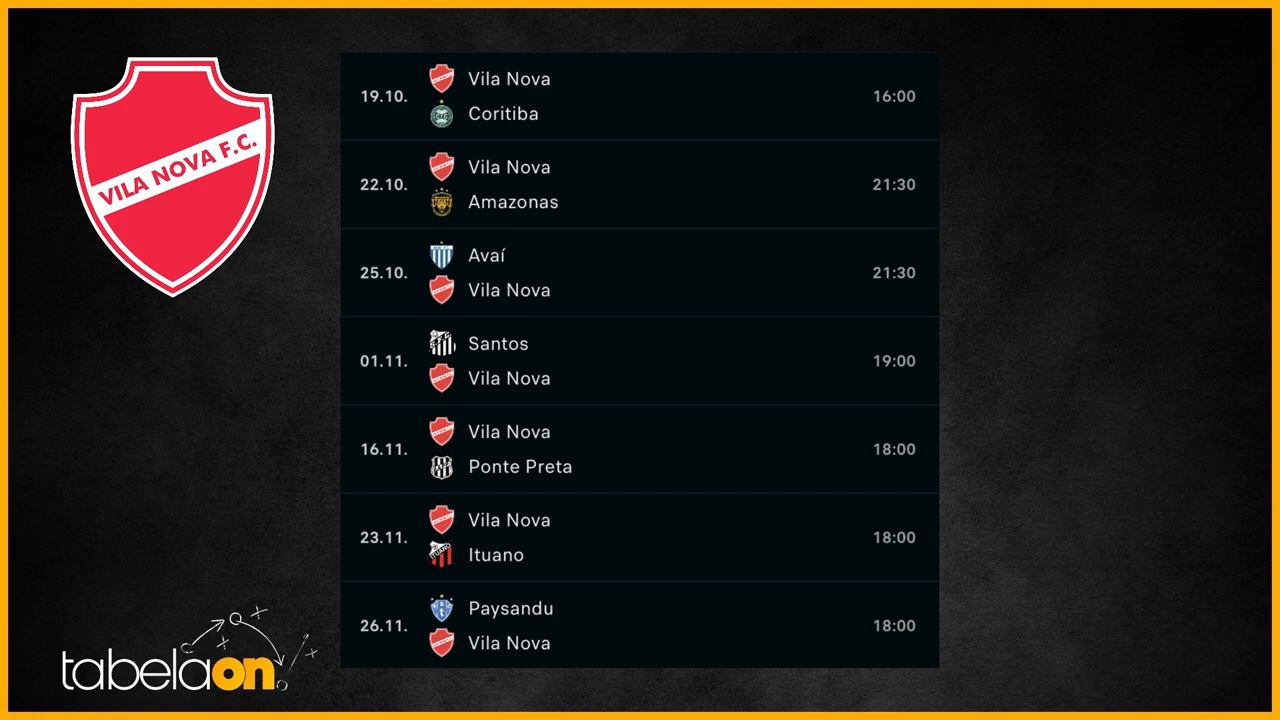 VILA NOVA F.C.
19.10.
Vila Nova
Coritiba
16:00
22.10.
Vila Nova
Amazonas
21:30
25.10.
Avaí
Vila Nova
21:30
01.11.
Santos
Vila Nova
19:00
16.11.
Vila Nova
Ponte Preta
18:00
23.11.
Vila Nova
Ituano
18:00
26.11.
Paysandu
Vila Nova
18:00
tabelaon